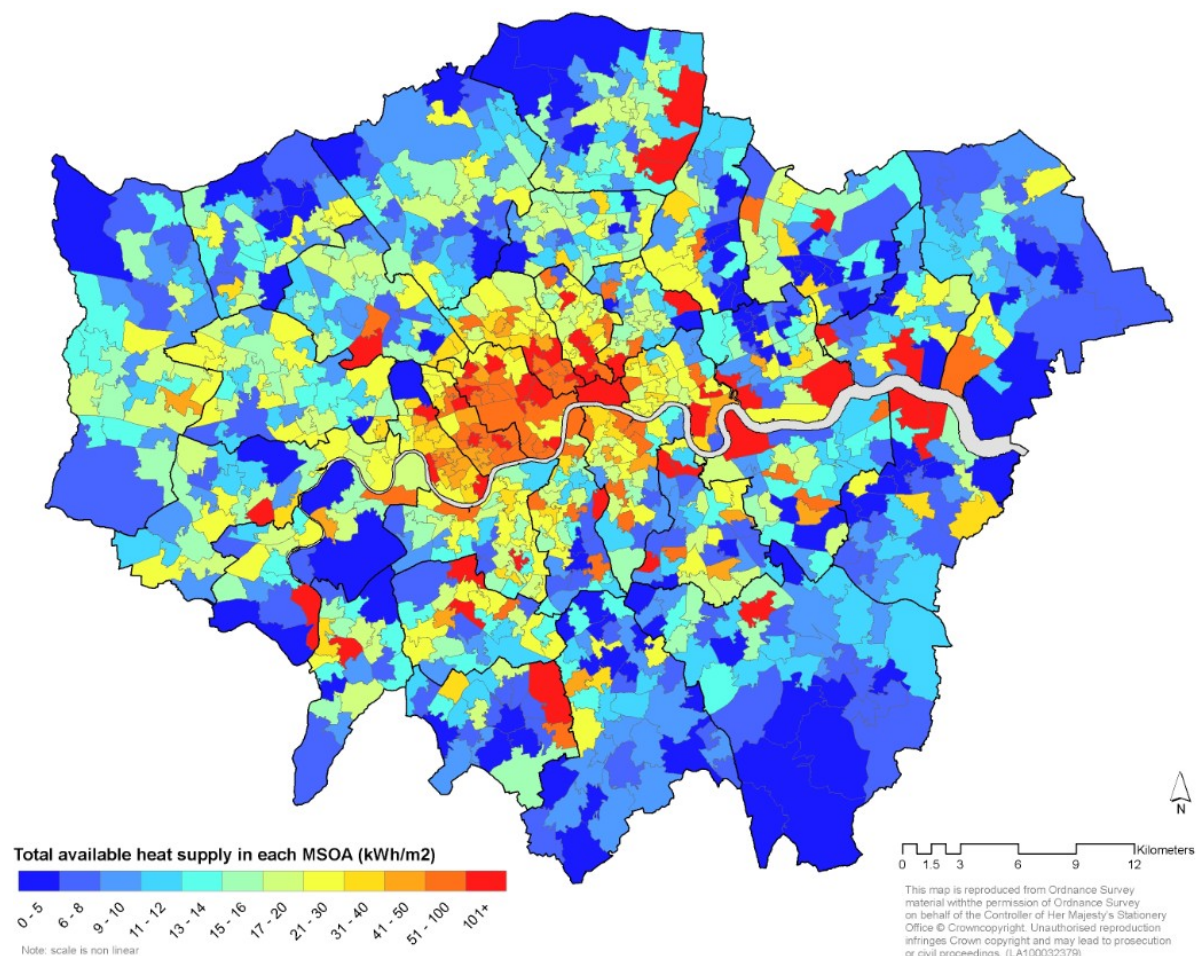 N
Total available heat supply in each MSOA (kWh/m2)
0 - 5
6 - 8
9 - 10
11 - 12
13 - 14
15 - 16
17 - 20
21 - 30
31 - 40
41 - 50
51 - 100
101+
Note: scale is non linear
Kilometers
0 1.5 3 6 9 12
This map is reproduced from Ordnance Survey
material withthe permission of Ordnance Survey
on behalf of the Controller of Her Majesty's Stationery
Office © Crowncopyright. Unauthorised reproduction
infringes Crown copyright and may lead to prosecution
or civil proceedings. (LA100032379)